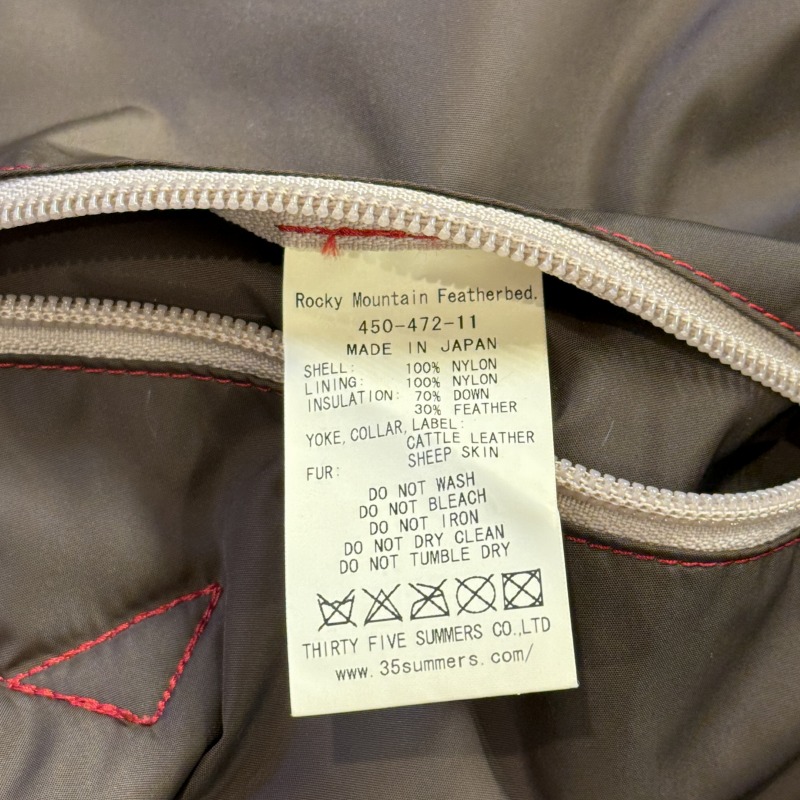 Rocky Mountain Featherbed.
450-472-11
MADE IN JAPAN
SHELL: 100% NYLON
LINING: 100% NYLON
INSULATION: 70% DOWN
30% FEATHER
YOKE, COLLAR, LABEL:
CATTLE LEATHER
FUR: SHEEP SKIN
DO NOT WASH
DO NOT BLEACH
DO NOT IRON
DO NOT DRY CLEAN
DO NOT TUMBLE DRY
THIRTY FIVE SUMMERS CO.,LTD
www.35summers.com/